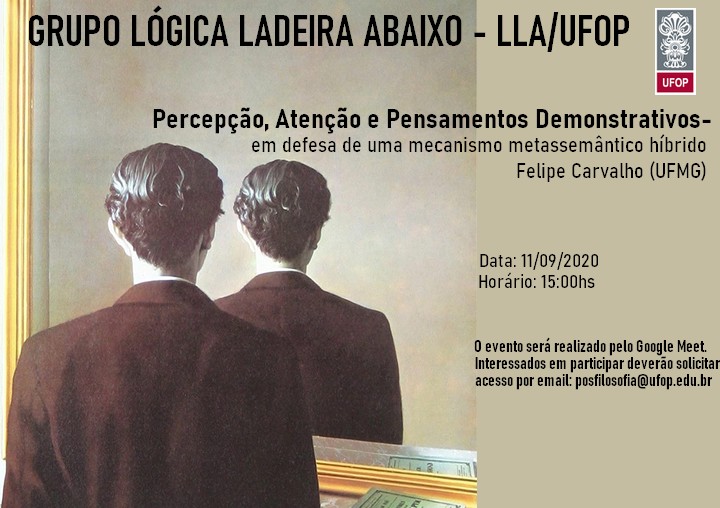 GRUPO LÓGICA LADEIRA ABAIXO - LLA/UFOP
UFOP
Percepção, Atenção e Pensamentos Demonstrativos-
em defesa de uma mecanismo metassemântico híbrido
Felipe Carvalho (UFMG)
Data: 11/09/2020
Horário: 15:00hs
O evento será realizado pelo Google Meet.
Interessados em participar deverão solicitar
acesso por email: posfilosofia@ufop.edu.br